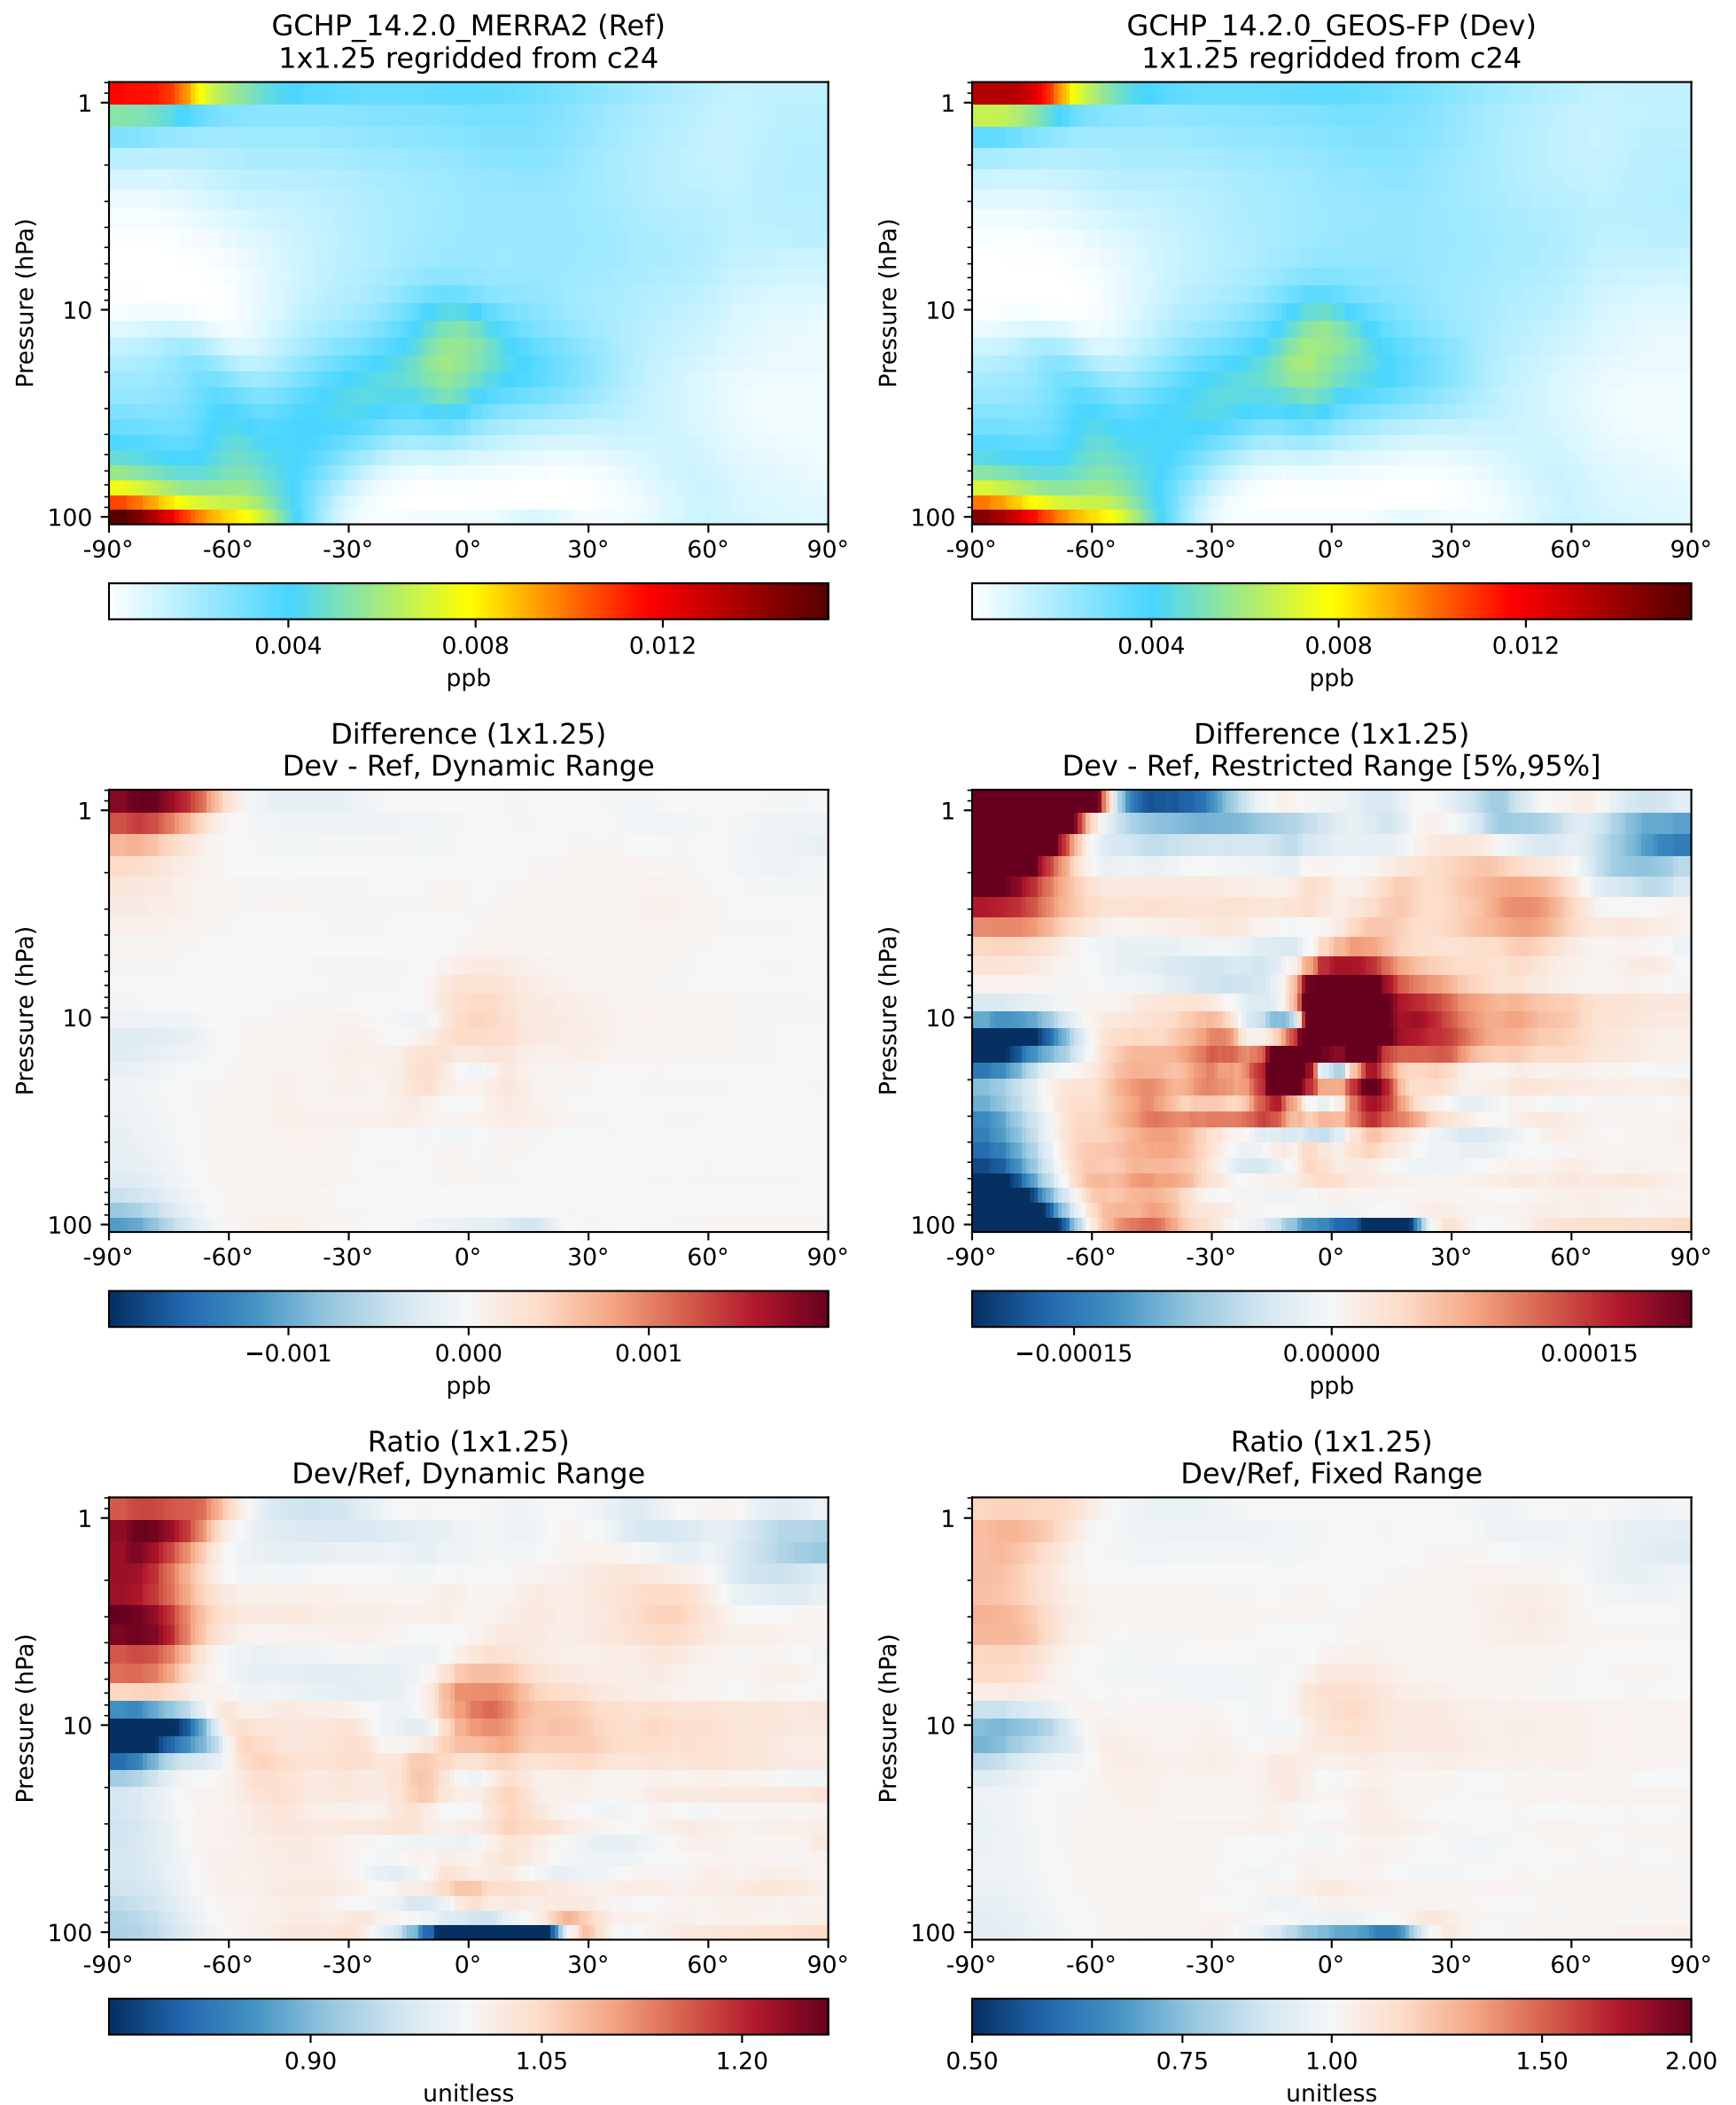 GCHP_14.2.0_MERRA2 (Ref)
1x1.25 regridded from c24
GCHP_14.2.0_GEOS-FP (Dev)
1x1.25 regridded from c24
Pressure (hPa)
1
10
100
-90° -60° -30° 0° 30° 60° 90°
0.004 0.008 0.012
ppb
Pressure (hPa)
1
10
100
-90° -60° -30° 0° 30° 60° 90°
0.004 0.008 0.012
ppb
Difference (1x1.25)
Dev - Ref, Dynamic Range
Difference (1x1.25)
Dev - Ref, Restricted Range [5%,95%]
Pressure (hPa)
1
10
100
-90° -60° -30° 0° 30° 60° 90°
−0.001 0.000 0.001
ppb
Pressure (hPa)
1
10
100
-90° -60° -30° 0° 30° 60° 90°
−0.00015 0.00000 0.00015
ppb
Ratio (1x1.25)
Dev/Ref, Dynamic Range
Ratio (1x1.25)
Dev/Ref, Fixed Range
Pressure (hPa)
1
10
100
-90° -60° -30° 0° 30° 60° 90°
0.90 1.05 1.20
unitless
Pressure (hPa)
1
10
100
-90° -60° -30° 0° 30° 60° 90°
0.50 0.75 1.00 1.50 2.00
unitless